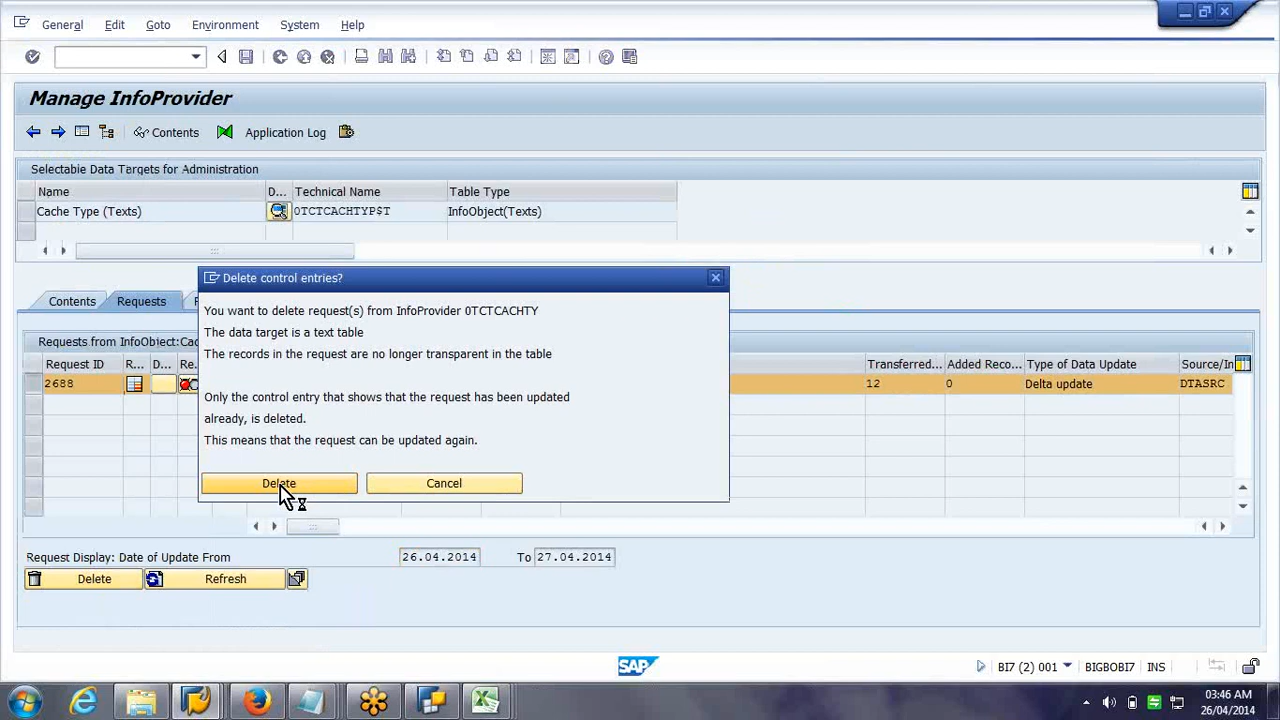 General Edit Goto Environment System Help
Manage InfoProvider
Contents Application Log
Selectable Data Targets for Administration
Name D... Technical Name Table Type
Cache Type (Texts) 0TCTCACHTYP$T InfoObject(Texts)
Delete control entries?
You want to delete request(s) from InfoProvider 0TCTCACHTY
The data target is a text table
The records in the request are no longer transparent in the table
Only the control entry that shows that the request has been updated
already, is deleted.
This means that the request can be updated again.
Delete Cancel
Contents Requests
Requests from InfoObject:Ca
Request ID R... D... Re. Transferred... Added Reco... Type of Data Update Source/In
2688 12 0 Delta update DTASRC
Request Display: Date of Update From 26.04.2014 To 27.04.2014
Delete Refresh
SAP BI7 (2) 001 BIGBOBI7 INS
03:46 AM
26/04/2014